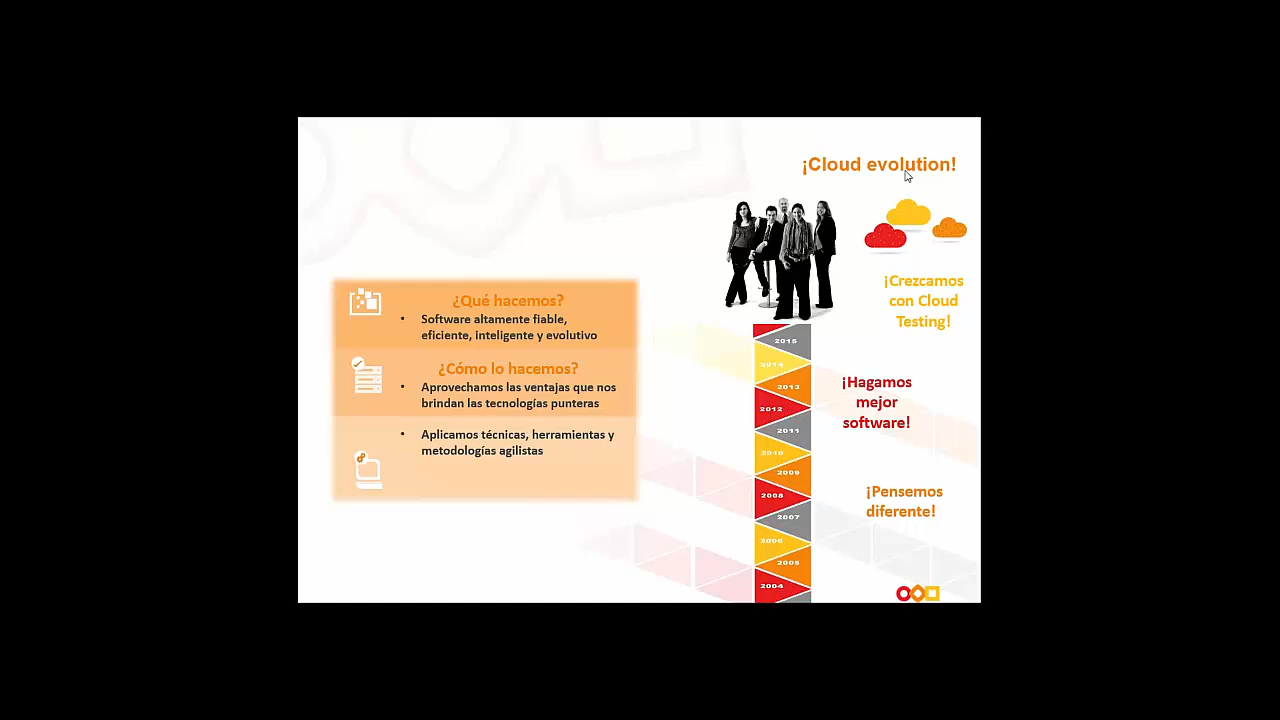 ¡Cloud evolution!
¿Qué hacemos?
• Software altamente fiable,
eficiente, inteligente y evolutivo
¿Cómo lo hacemos?
• Aprovechamos las ventajas que nos
brindan las tecnologías punteras
• Aplicamos técnicas, herramientas y
metodologías agilistas
¡Crezcamos
con Cloud
Testing!
¡Hagamos
mejor
software!
¡Pensemos
diferente!
2015
2014
2013
2012
2011
2010
2009
2008
2007
2006
2005
2004